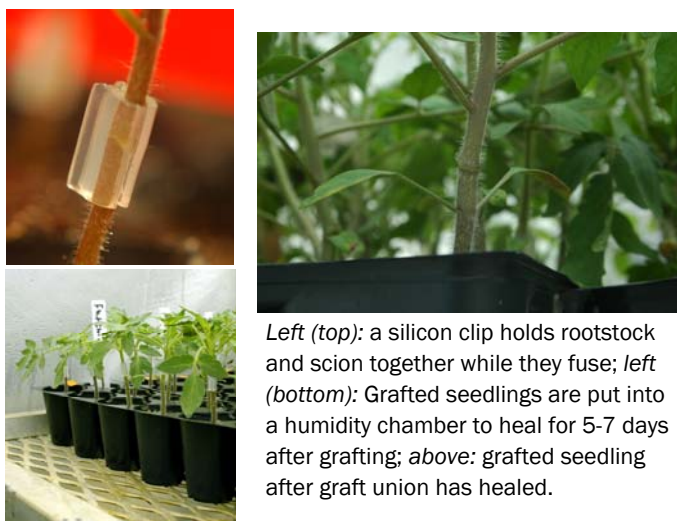 Left (top): a silicon clip holds rootstock
and scion together while they fuse; left
(bottom): Grafted seedlings are put into
a humidity chamber to heal for 5-7 days
after grafting; above: grafted seedling
after graft union has healed.